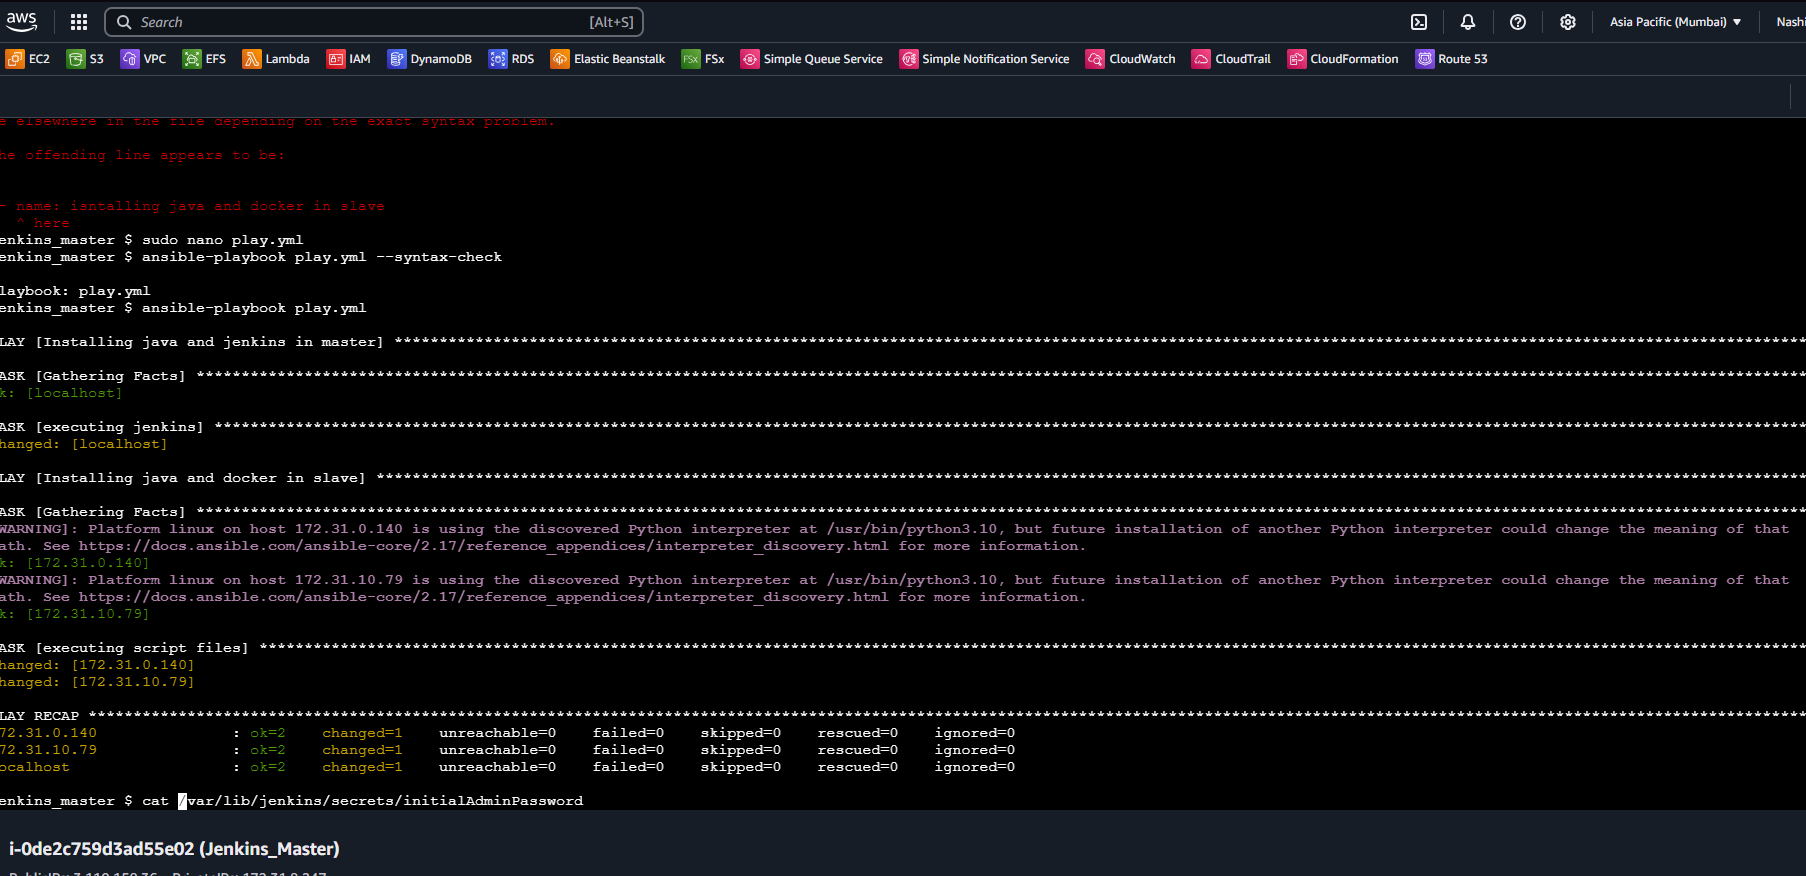 aws
Search [Alt+S]
Asia Pacific (Mumbai) ▼ Nashi
EC2 S3 VPC EFS Lambda IAM DynamoDB RDS Elastic Beanstalk FSx FSx Simple Queue Service Simple Notification Service CloudWatch CloudTrail CloudFormation Route 53
e elsewhere in the file depending on the exact syntax problem.
he offending line appears to be:
- name: isntalling java and docker in slave
^ here
enkins_master $ sudo nano play.yml
enkins_master $ ansible-playbook play.yml --syntax-check
laybook: play.yml
enkins_master $ ansible-playbook play.yml
LAY [Installing java and jenkins in master] ****************************************************************************************************************************************************************
ASK [Gathering Facts] **************************************************************************************************************************************************************************************
k: [localhost]
ASK [executing jenkins] ************************************************************************************************************************************************************************************
hanged: [localhost]
LAY [Installing java and docker in slave] ******************************************************************************************************************************************************************
ASK [Gathering Facts] **************************************************************************************************************************************************************************************
WARNING]: Platform linux on host 172.31.0.140 is using the discovered Python interpreter at /usr/bin/python3.10, but future installation of another Python interpreter could change the meaning of that
ath. See https://docs.ansible.com/ansible-core/2.17/reference_appendices/interpreter_discovery.html for more information.
k: [172.31.0.140]
WARNING]: Platform linux on host 172.31.10.79 is using the discovered Python interpreter at /usr/bin/python3.10, but future installation of another Python interpreter could change the meaning of that
ath. See https://docs.ansible.com/ansible-core/2.17/reference_appendices/interpreter_discovery.html for more information.
k: [172.31.10.79]
ASK [executing script files] *******************************************************************************************************************************************************************************
hanged: [172.31.0.140]
hanged: [172.31.10.79]
LAY RECAP **************************************************************************************************************************************************************************************************
72.31.0.140 : ok=2 changed=1 unreachable=0 failed=0 skipped=0 rescued=0 ignored=0
72.31.10.79 : ok=2 changed=1 unreachable=0 failed=0 skipped=0 rescued=0 ignored=0
ocalhost : ok=2 changed=1 unreachable=0 failed=0 skipped=0 rescued=0 ignored=0
enkins_master $ cat /var/lib/jenkins/secrets/initialAdminPassword
i-0de2c759d3ad55e02 (Jenkins_Master)